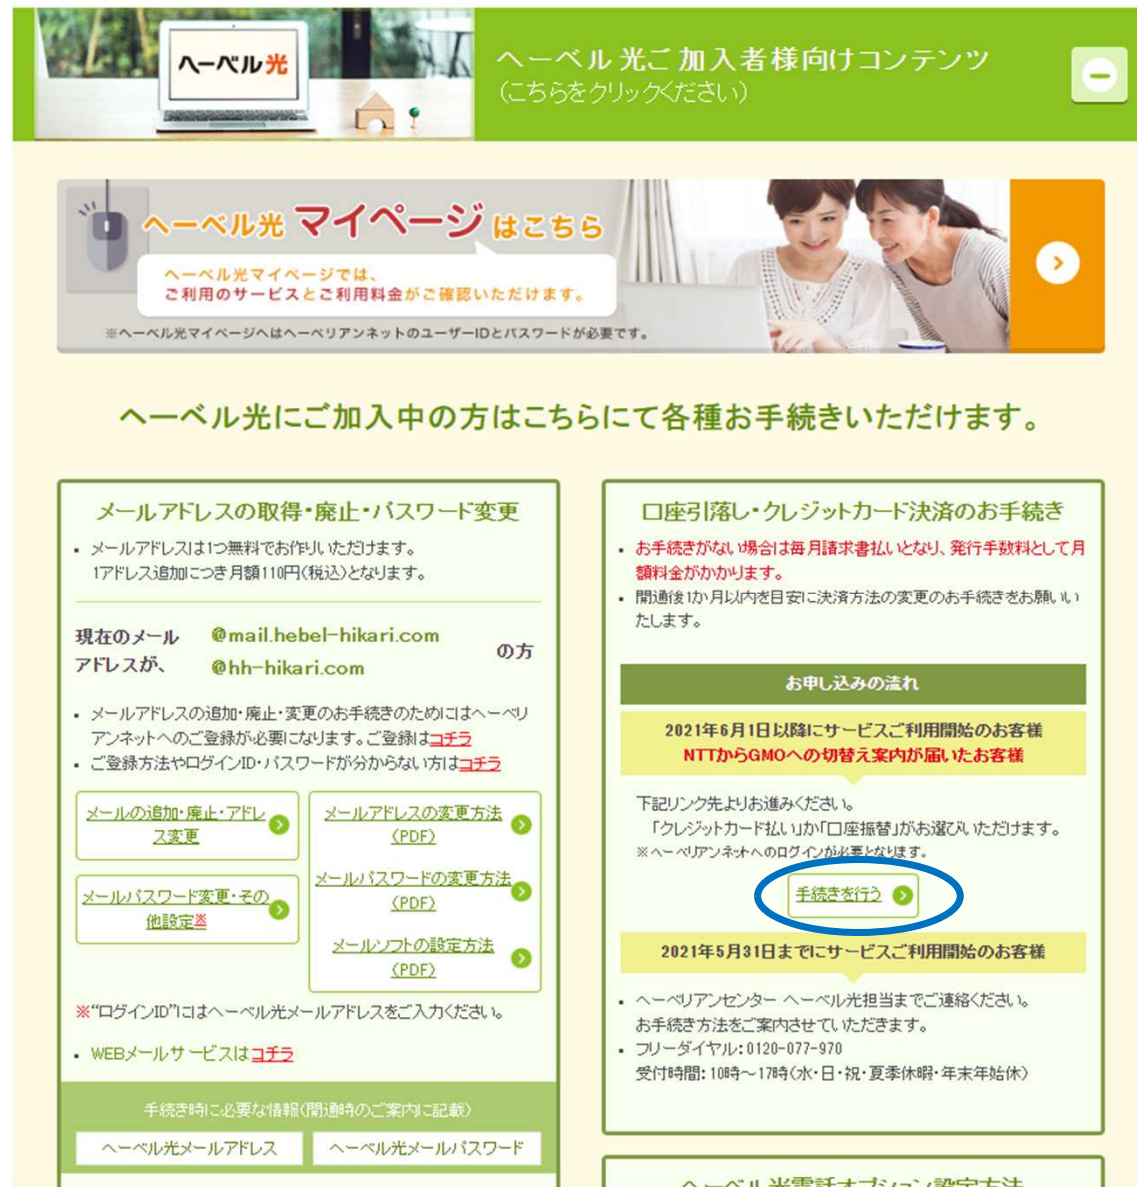 ヘーベル光
ヘーベル光ご加入者様向けコンテンツ
(こちらをクリックください)
ヘーベル光 マイページ はこちら
ヘーベル光マイページでは、
ご利用のサービスとご利用料金がご確認いただけます。
※ヘーベル光マイページへはヘーベリアンネットのユーザーIDとパスワードが必要です。
ヘーベル光にご加入中の方はこちらにて各種お手続きいただけます。
メールアドレスの取得・廃止・パスワード変更
・ メールアドレスは1つ無料でお作りいただけます。
1アドレス追加につき月額110円(税込)となります。
現在のメール
アドレスが、
@mail.hebel-hikari.com
@hh-hikari.com
の方
・ メールアドレスの追加・廃止・変更のお手続きのためにはヘーベリ
アンネットへのご登録が必要になります。ご登録はコチラ
・ ご登録方法やログインID・パスワードが分からない方はコチラ
メールの追加・廃止・アドレ
ス変更
メールパスワード変更・その
他設定※
メールアドレスの変更方法
(PDF)
メールパスワードの変更方法
(PDF)
メールソフトの設定方法
(PDF)
※“ログインID”にはヘーベル光メールアドレスをご入力ください。
・ WEBメールサービスはコチラ
手続き時に必要な情報(開通時のご案内に記載)
ヘーベル光メールアドレス
ヘーベル光メールパスワード
口座引落し・クレジットカード決済のお手続き
・ お手続きがない場合は毎月請求書払いとなり、発行手数料として月
額料金がかかります。
・ 開通後1か月以内を目安に決済方法の変更のお手続きをお願いい
たします。
お申し込みの流れ
2021年6月1日以降にサービスご利用開始のお客様
NTTからGMOへの切替え案内が届いたお客様
下記リンク先よりお進みください。
「クレジットカード払い」か「口座振替」がお選びいただけます。
※ヘーベリアンネットへのログインが必要となります。
手続きを行う
2021年5月31日までにサービスご利用開始のお客様
・ ヘーベリアンセンター ヘーベル光担当までご連絡ください。
お手続き方法をご案内させていただきます。
・ フリーダイヤル:0120-077-970
受付時間:10時～17時(水・日・祝・夏季休暇・年末年始休)
ヘーベル光電話オプション設定方法